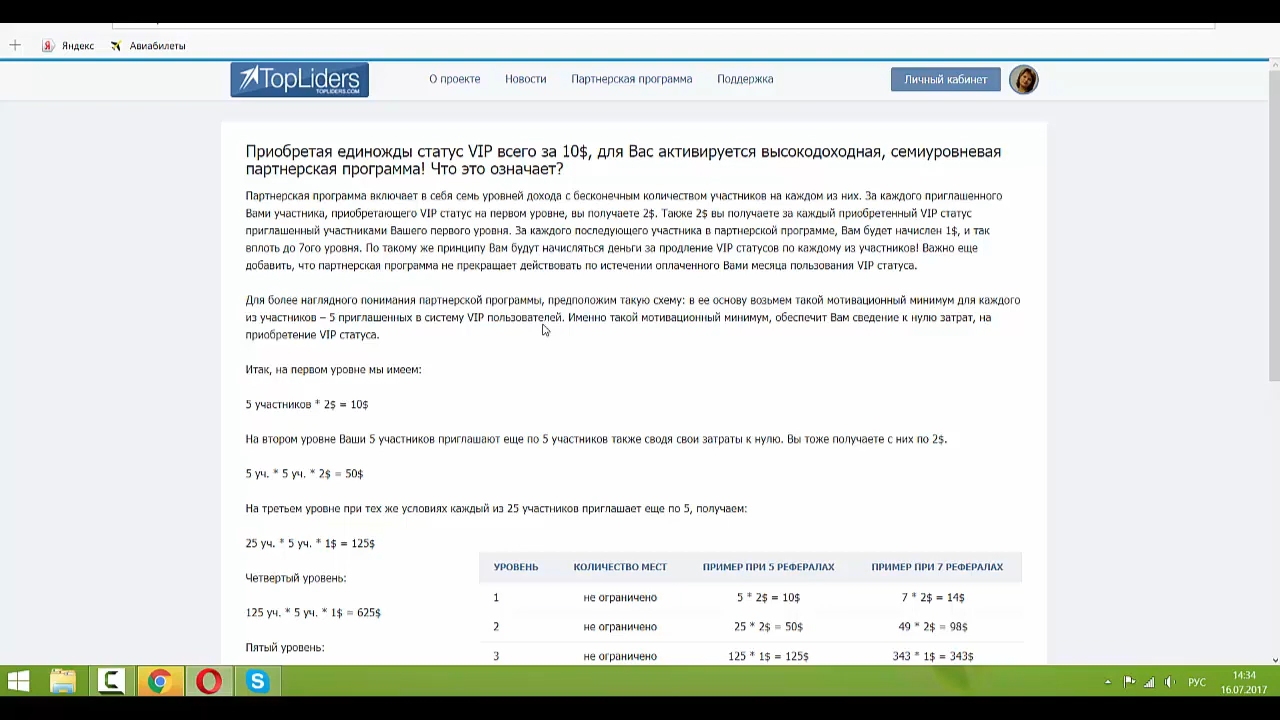 Яндекс
Авиабилеты
TopLiders
TOPLIDERS.COM
О проекте
Новости
Партнерская программа
Поддержка
Личный кабинет
Приобретая единожды статус VIP всего за 10$, для Вас активируется высокодоходная, семиуровневая
партнерская программа! Что это означает?
Партнерская программа включает в себя семь уровней дохода с бесконечным количеством участников на каждом из них. За каждого приглашенного
Вами участника, приобретающего VIP статус на первом уровне, вы получаете 2$. Также 2$ вы получаете за каждый приобретенный VIP статус
приглашенный участниками Вашего первого уровня. За каждого последующего участника в партнерской программе, Вам будет начислен 1$, и так
вплоть до 7ого уровня. По такому же принципу Вам будут начисляться деньги за продление VIP статусов по каждому из участников! Важно еще
добавить, что партнерская программа не прекращает действовать по истечении оплаченного Вами месяца пользования VIP статуса.
Для более наглядного понимания партнерской программы, предположим такую схему: в ее основу возьмем такой мотивационный минимум для каждого
из участников – 5 приглашенных в систему VIP пользователей. Именно такой мотивационный минимум, обеспечит Вам сведение к нулю затрат, на
приобретение VIP статуса.
Итак, на первом уровне мы имеем:
5 участников * 2$ = 10$
На втором уровне Ваши 5 участников приглашают еще по 5 участников также сводя свои затраты к нулю. Вы тоже получаете с них по 2$.
5 уч. * 5 уч. * 2$ = 50$
На третьем уровне при тех же условиях каждый из 25 участников приглашает еще по 5, получаем:
25 уч. * 5 уч. * 1$ = 125$
Четвертый уровень:
125 уч. * 5 уч. * 1$ = 625$
Пятый уровень:
УРОВЕНЬ КОЛИЧЕСТВО МЕСТ ПРИМЕР ПРИ 5 РЕФЕРАЛАХ ПРИМЕР ПРИ 7 РЕФЕРАЛАХ
1 не ограничено 5 * 2$ = 10$ 7 * 2$ = 14$
2 не ограничено 25 * 2$ = 50$ 49 * 2$ = 98$
3 не ограничено 125 * 1$ = 125$ 343 * 1$ = 343$
РУС
14:34
16.07.2017